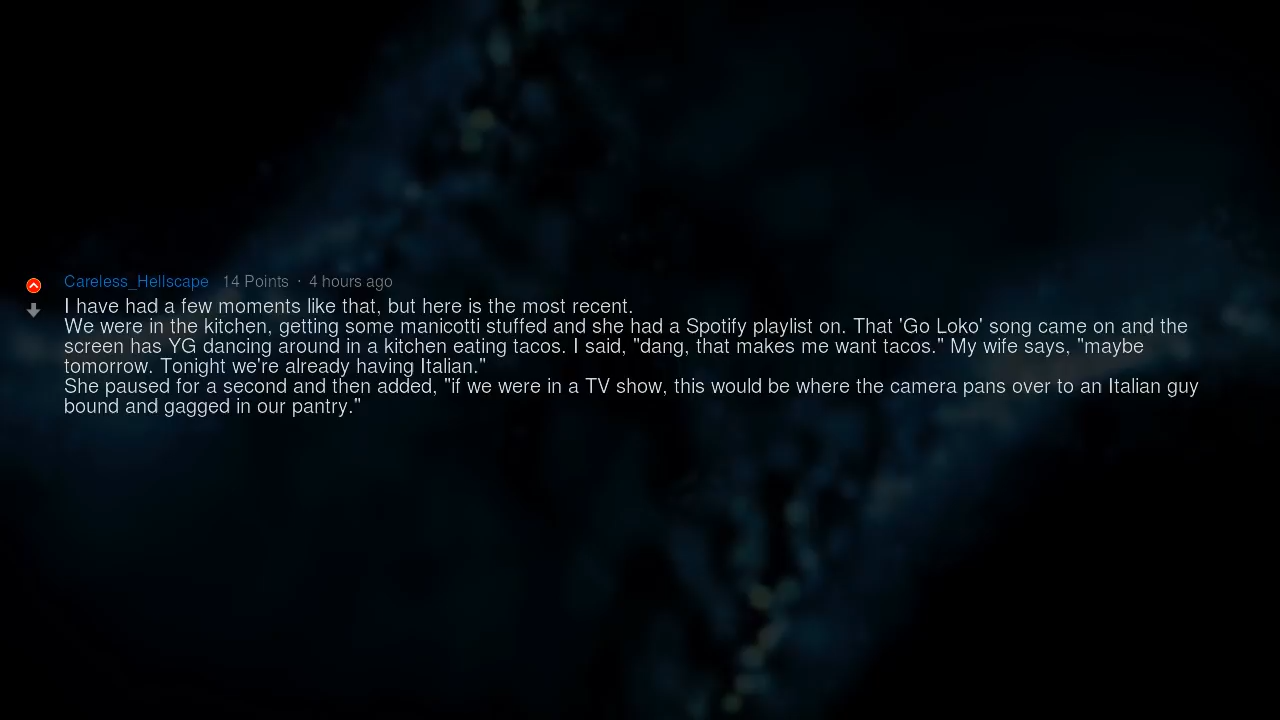 Careless_Hellscape 14 Points · 4 hours ago
I have had a few moments like that, but here is the most recent.
We were in the kitchen, getting some manicotti stuffed and she had a Spotify playlist on. That 'Go Loko' song came on and the
screen has YG dancing around in a kitchen eating tacos. I said, "dang, that makes me want tacos." My wife says, "maybe
tomorrow. Tonight we're already having Italian."
She paused for a second and then added, "if we were in a TV show, this would be where the camera pans over to an Italian guy
bound and gagged in our pantry."